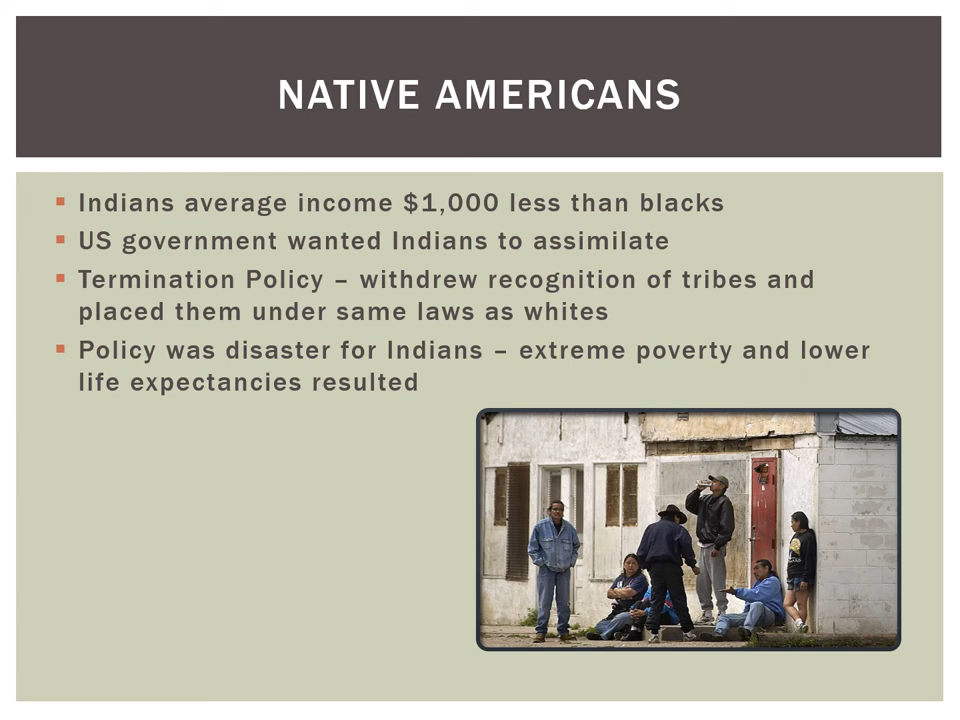 NATIVE AMERICANS
▪ Indians average income $1,000 less than blacks
▪ US government wanted Indians to assimilate
▪ Termination Policy – withdrew recognition of tribes and
placed them under same laws as whites
▪ Policy was disaster for Indians – extreme poverty and lower
life expectancies resulted